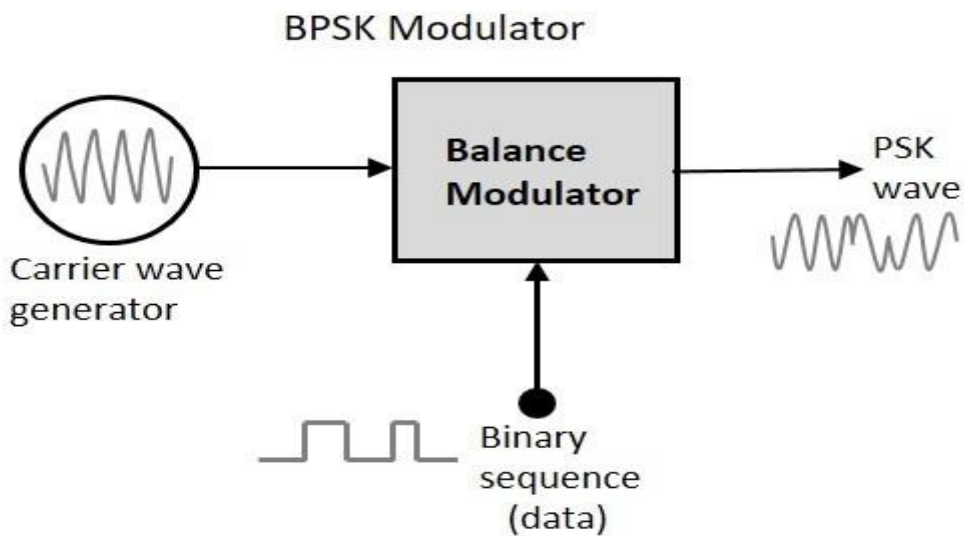 BPSK Modulator
Balance
Modulator
PSK
wave
Carrier wave
generator
Binary
sequence
(data)